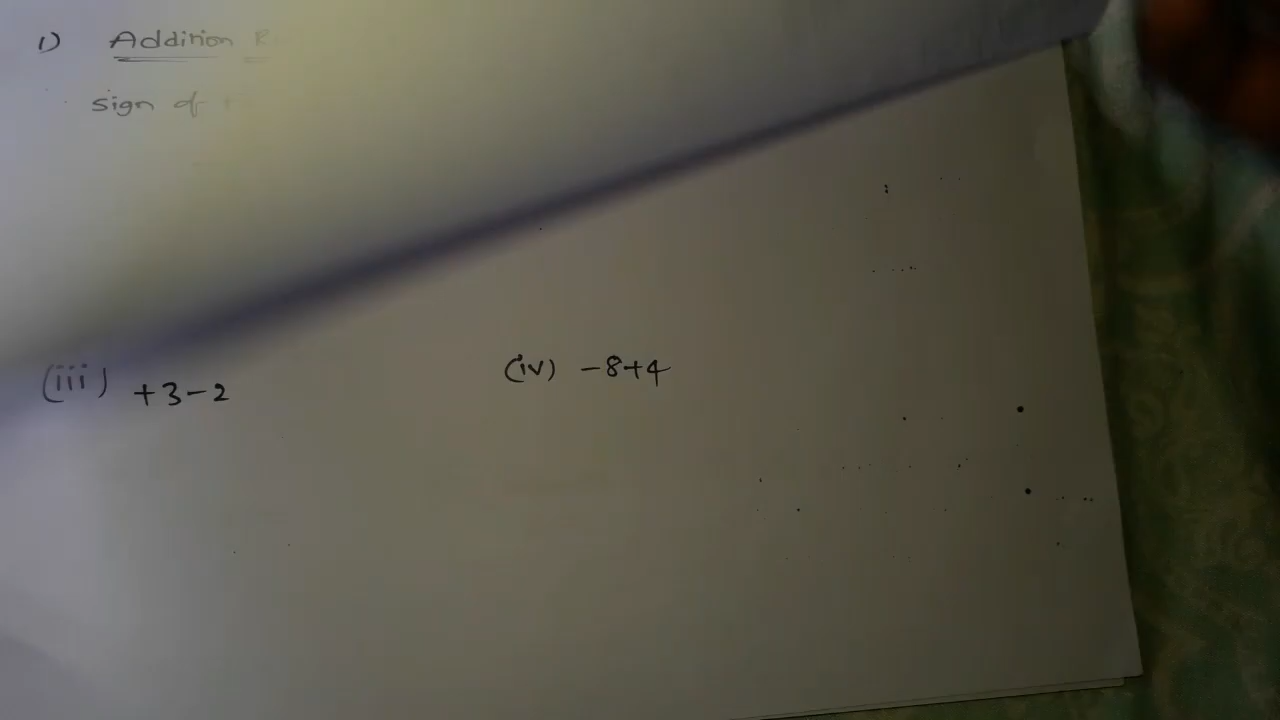 1) Addition
sign of
(iii) +3-2
(iv) -8+4